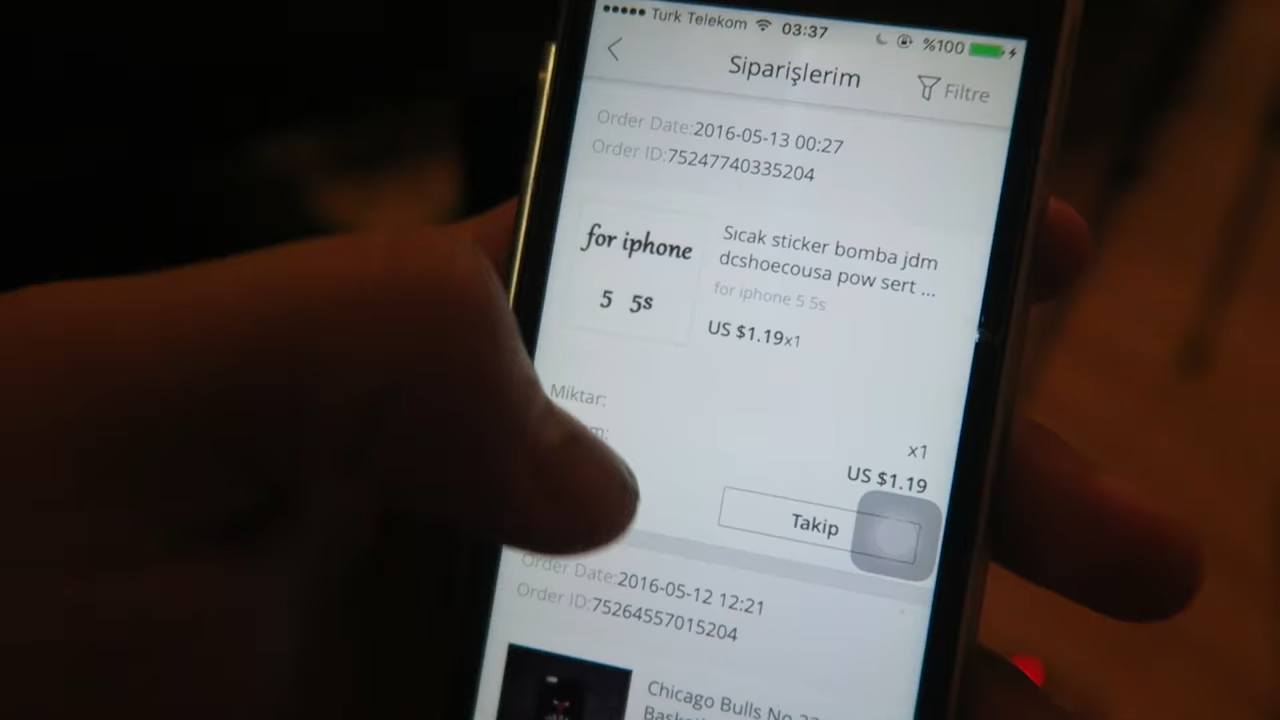 Turk Telekom 03:37 %100
Siparişlerim
Filtre
Order Date:2016-05-13 00:27
Order ID:75247740335204
for iphone
5 5s
Sıcak sticker bomba jdm
dcshoecousa pow sert ...
for iphone 5 5s
US $1.19x1
Miktar:
x1
US $1.19
Takip
Order Date:2016-05-12 12:21
Order ID:75264557015204
Chicago Bulls No